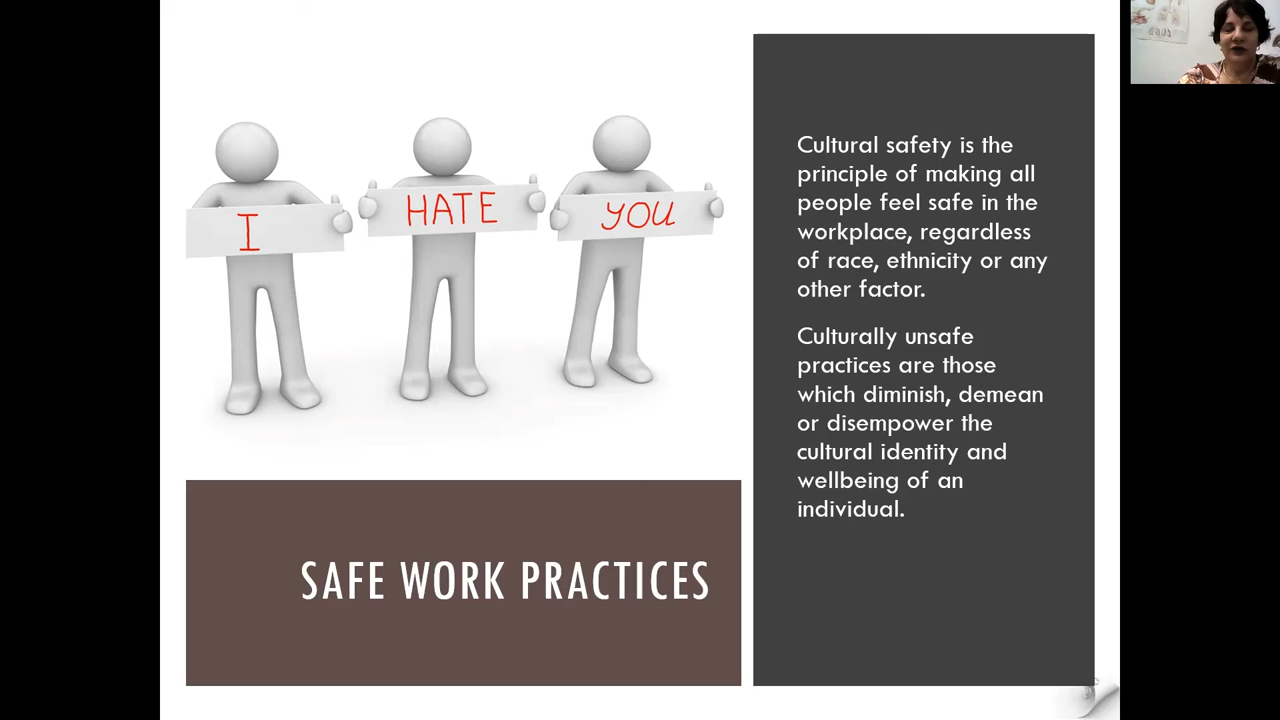 I
HATE
YOU
SAFE WORK PRACTICES
Cultural safety is the
principle of making all
people feel safe in the
workplace, regardless
of race, ethnicity or any
other factor.
Culturally unsafe
practices are those
which diminish, demean
or disempower the
cultural identity and
wellbeing of an
individual.